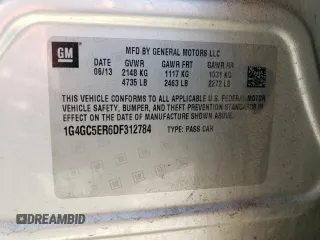 GM
MFD BY GENERAL MOTORS LLC
DATE GVWR GAWR FRT GAWR RR
06/13 2148 KG 1117 KG 1031 KG
4735 LB 2463 LB 2272 LB
THIS VEHICLE CONFORMS TO ALL APPLICABLE U.S. FEDERAL MOTOR
VEHICLE SAFETY, BUMPER, AND THEFT PREVENTION STANDARDS IN
EFFECT ON THE DATE OF MANUFACTURE SHOWN ABOVE.
1G4GC5ER6DF312784 TYPE: PASS CAR
DREAMBID